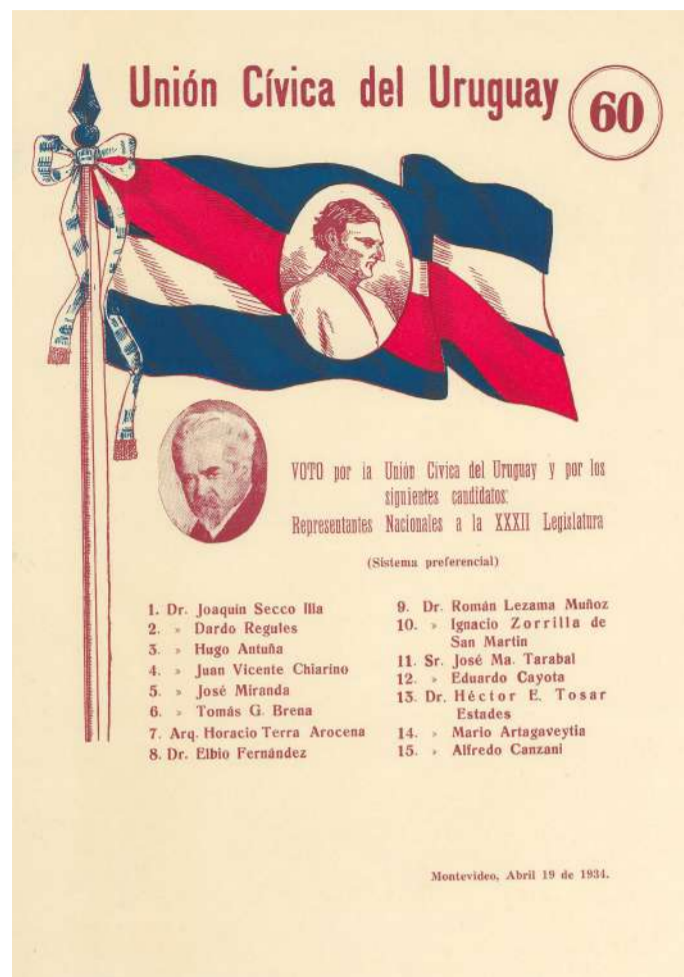 Unión Cívica del Uruguay
60
VOTO por la Unión Cívica del Uruguay y por los
siguientes candidatos:
Representantes Nacionales a la XXXII Legislatura
(Sistema preferencial)
1. Dr. Joaquín Secco Illa
2. » Dardo Regules
3. » Hugo Antuña
4. » Juan Vicente Chiarino
5. » José Miranda
6. » Tomás G. Brena
7. Arq. Horacio Terra Arocena
8. Dr. Elbio Fernández
9. Dr. Román Lezama Muñoz
10. » Ignacio Zorrilla de
San Martin
11. Sr. José Ma. Tarabal
12. » Eduardo Cayota
13. Dr. Héctor E. Tosar
Estades
14. » Mario Artagaveytia
15. » Alfredo Canzani
Montevideo, Abril 19 de 1934.